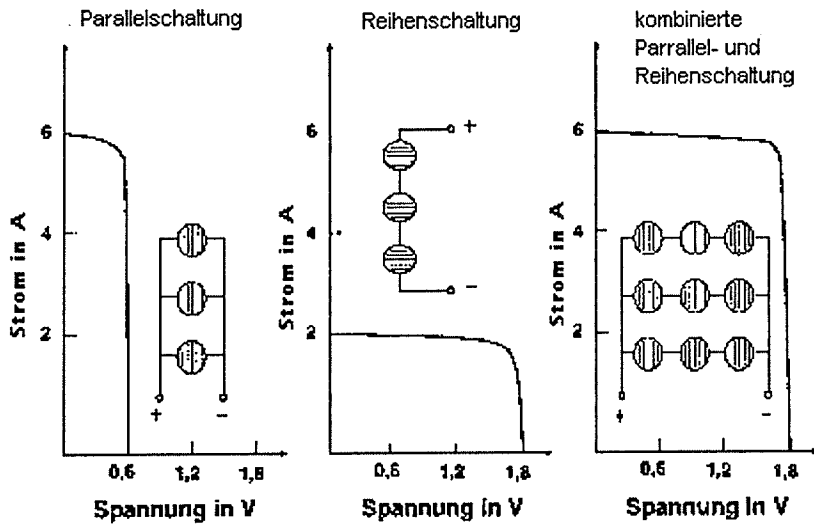 Parallelschaltung
6
4
2
Strom in A
+
−
0,6
1,2
1,8
Spannung in V
Reihenschaltung
6
4
2
Strom in A
+
−
0,6
1,2
1,8
Spannung in V
kombinierte
Parrallel- und
Reihenschaltung
6
4
2
Strom in A
+
−
0,6
1,2
1,8
Spannung in V